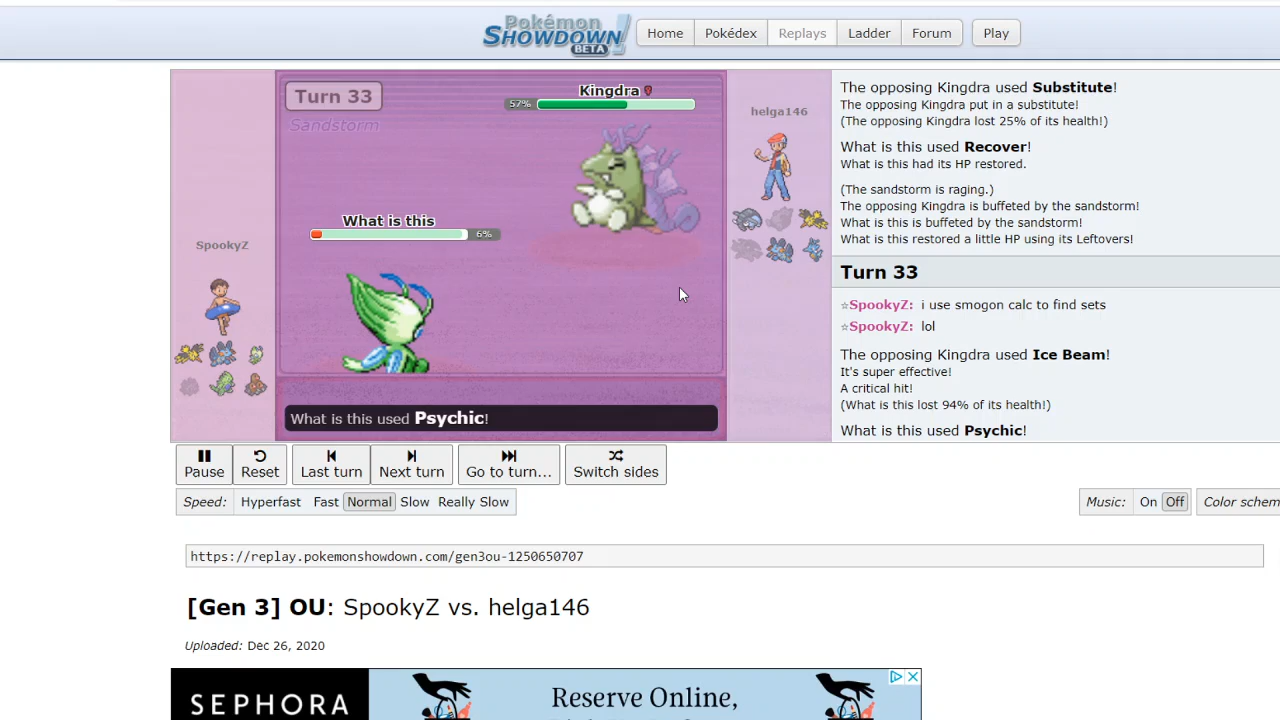 Pokémon
SHOWDOWN!
BETA
Home
Pokédex
Replays
Ladder
Forum
Play
Turn 33
Sandstorm
Kingdra
57%
What is this
6%
SpookyZ
helga146
What is this used Psychic!
The opposing Kingdra used Substitute!
The opposing Kingdra put in a substitute!
(The opposing Kingdra lost 25% of its health!)
What is this used Recover!
What is this had its HP restored.
(The sandstorm is raging.)
The opposing Kingdra is buffeted by the sandstorm!
What is this is buffeted by the sandstorm!
What is this restored a little HP using its Leftovers!
Turn 33
☆SpookyZ: i use smogon calc to find sets
☆SpookyZ: lol
The opposing Kingdra used Ice Beam!
It's super effective!
A critical hit!
(What is this lost 94% of its health!)
What is this used Psychic!
Pause
Reset
Last turn
Next turn
Go to turn...
Switch sides
Speed: Hyperfast Fast Normal Slow Really Slow
Music: On Off
Color schem
https://replay.pokemonshowdown.com/gen3ou-1250650707
[Gen 3] OU: SpookyZ vs. helga146
Uploaded: Dec 26, 2020
SEPHORA
Reserve Online,